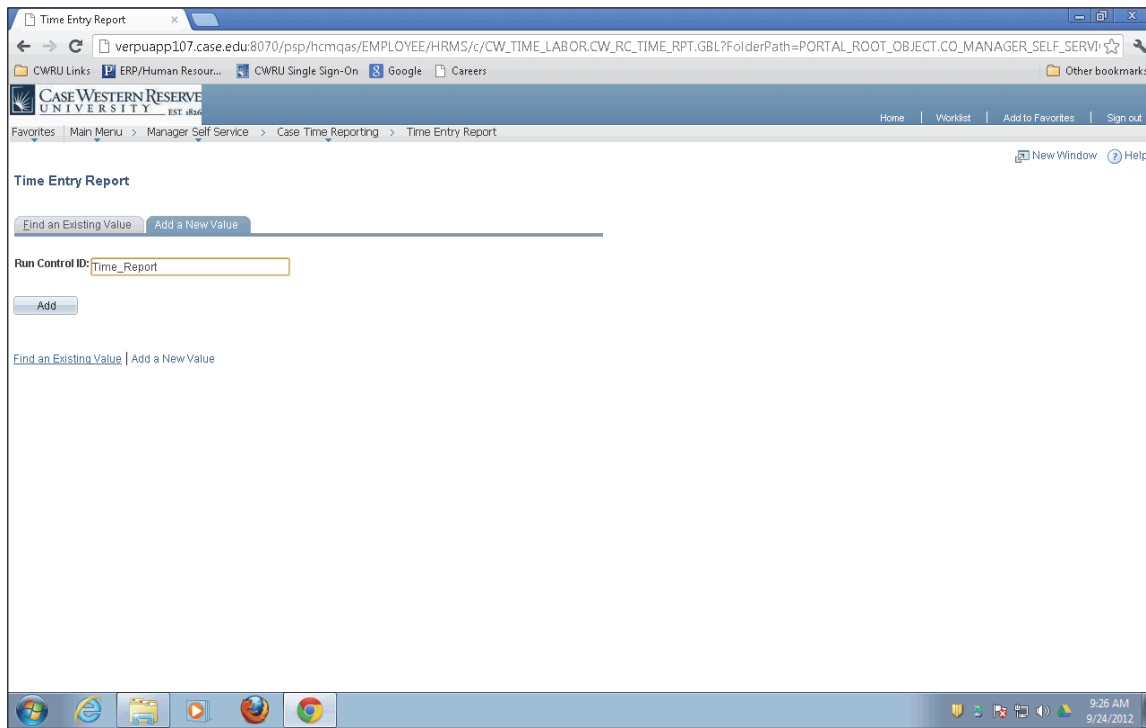 Time Entry Report
verpuapp107.case.edu:8070/psp/hcmqas/EMPLOYEE/HRMS/c/CW_TIME_LABOR.CW_RC_TIME_RPT.GBL?FolderPath=PORTAL_ROOT_OBJECT.CO_MANAGER_SELF_SERVI
CWRU Links ERP/Human Resour... CWRU Single Sign-On Google Careers Other bookmarks
CASE WESTERN RESERVE
UNIVERSITY EST. 1826
Home | Worklist | Add to Favorites | Sign out
Favorites | Main Menu > Manager Self Service > Case Time Reporting > Time Entry Report
New Window ? Help
Time Entry Report
Find an Existing Value Add a New Value
Run Control ID: Time_Report
Add
Find an Existing Value | Add a New Value
9:26 AM
9/24/2012